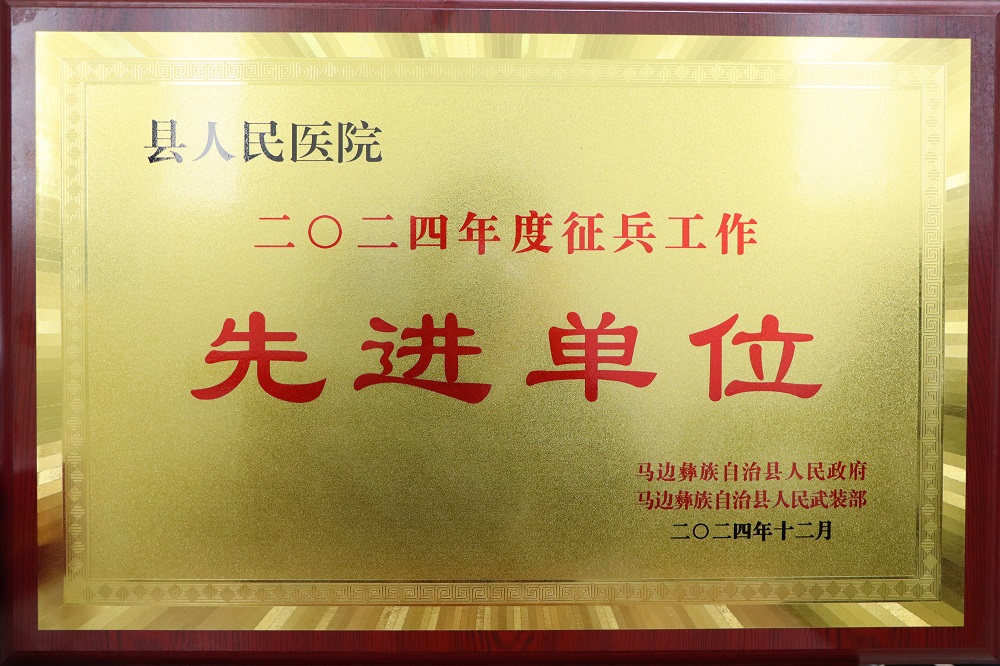 县人民医院
二〇二四年度征兵工作
先进单位
马边彝族自治县人民政府
马边彝族自治县人民武装部
二〇二四年十二月